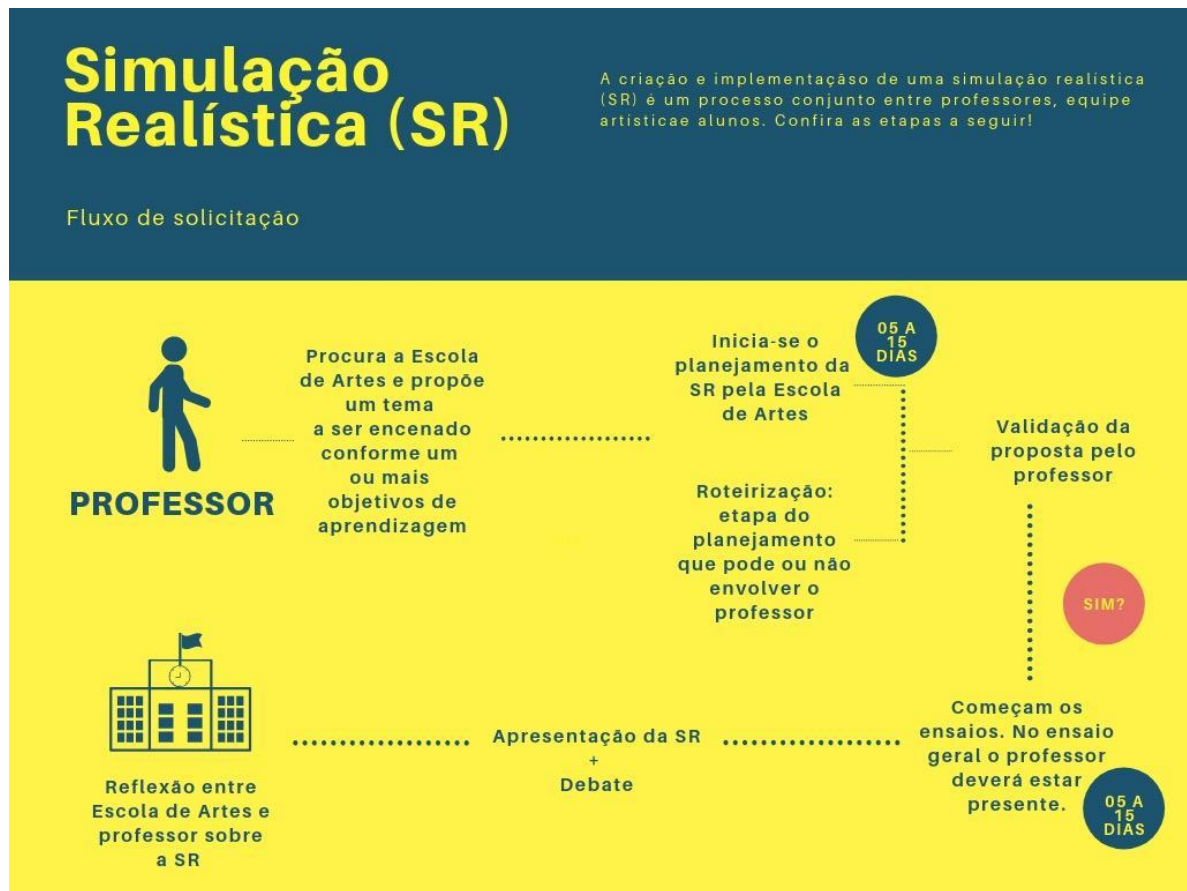 Simulação
Realística (SR)
A criação e implementaçãso de uma simulação realística
(SR) é um processo conjunto entre professores, equipe
artísticae alunos. Confira as etapas a seguir!
Fluxo de solicitação
PROFESSOR
Procura a Escola
de Artes e propõe
um tema
a ser encenado
conforme um
ou mais
objetivos de
aprendizagem
Inicia-se o
planejamento da
SR pela Escola
de Artes
05 A
15
DIAS
Roteirização:
etapa do
planejamento
que pode ou não
envolver o
professor
Validação da
proposta pelo
professor
SIM?
Começam os
ensaios. No ensaio
geral o professor
deverá estar
presente.
05 A
15
DIAS
Apresentação da SR
+
Debate
Reflexão entre
Escola de Artes e
professor sobre
a SR